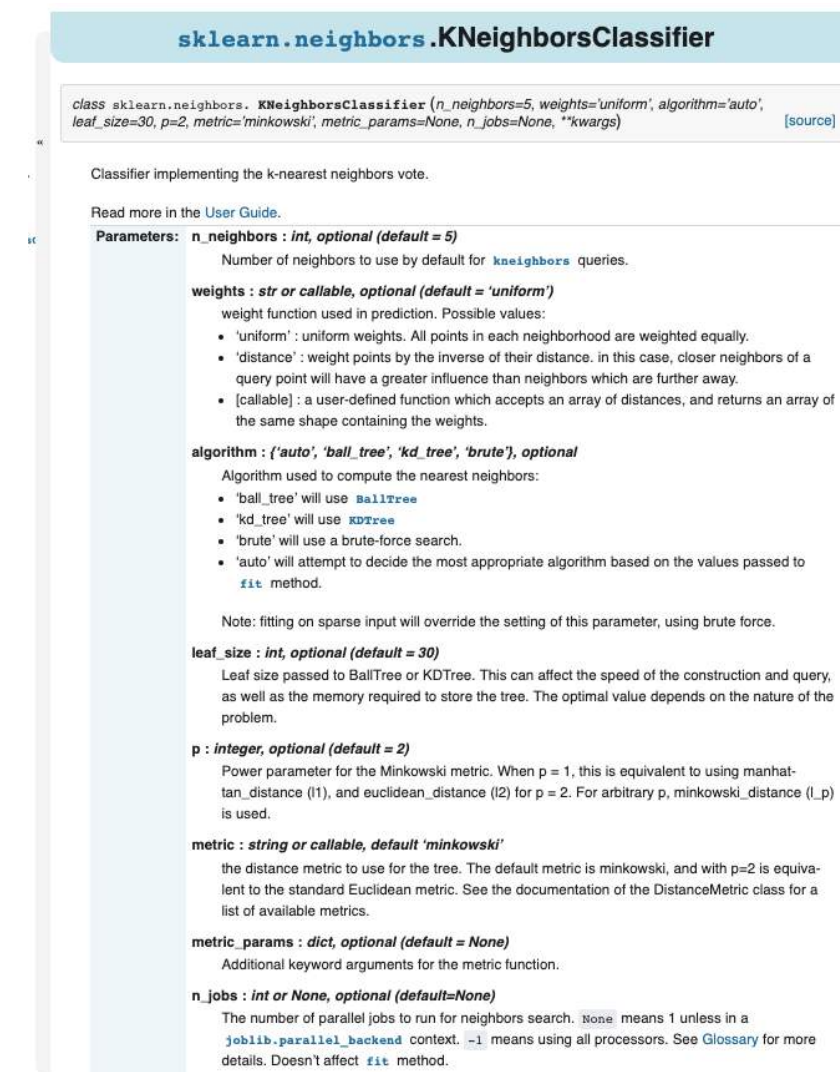 sklearn.neighbors.KNeighborsClassifier
class sklearn.neighbors. KNeighborsClassifier (n_neighbors=5, weights='uniform', algorithm='auto',
leaf_size=30, p=2, metric='minkowski', metric_params=None, n_jobs=None, **kwargs) [source]
«
Classifier implementing the k-nearest neighbors vote.
Read more in the User Guide.
Parameters: n_neighbors : int, optional (default = 5)
Number of neighbors to use by default for kneighbors queries.
weights : str or callable, optional (default = ‘uniform’)
weight function used in prediction. Possible values:
• ‘uniform’ : uniform weights. All points in each neighborhood are weighted equally.
• ‘distance’ : weight points by the inverse of their distance. in this case, closer neighbors of a
query point will have a greater influence than neighbors which are further away.
• [callable] : a user-defined function which accepts an array of distances, and returns an array of
the same shape containing the weights.
algorithm : {‘auto’, ‘ball_tree’, ‘kd_tree’, ‘brute’}, optional
Algorithm used to compute the nearest neighbors:
• ‘ball_tree’ will use BallTree
• ‘kd_tree’ will use KDTree
• ‘brute’ will use a brute-force search.
• ‘auto’ will attempt to decide the most appropriate algorithm based on the values passed to
fit method.
Note: fitting on sparse input will override the setting of this parameter, using brute force.
leaf_size : int, optional (default = 30)
Leaf size passed to BallTree or KDTree. This can affect the speed of the construction and query,
as well as the memory required to store the tree. The optimal value depends on the nature of the
problem.
p : integer, optional (default = 2)
Power parameter for the Minkowski metric. When p = 1, this is equivalent to using manhat-
tan_distance (l1), and euclidean_distance (l2) for p = 2. For arbitrary p, minkowski_distance (l_p)
is used.
metric : string or callable, default ‘minkowski’
the distance metric to use for the tree. The default metric is minkowski, and with p=2 is equiva-
lent to the standard Euclidean metric. See the documentation of the DistanceMetric class for a
list of available metrics.
metric_params : dict, optional (default = None)
Additional keyword arguments for the metric function.
n_jobs : int or None, optional (default=None)
The number of parallel jobs to run for neighbors search. None means 1 unless in a
joblib.parallel_backend context. -1 means using all processors. See Glossary for more
details. Doesn’t affect fit method.